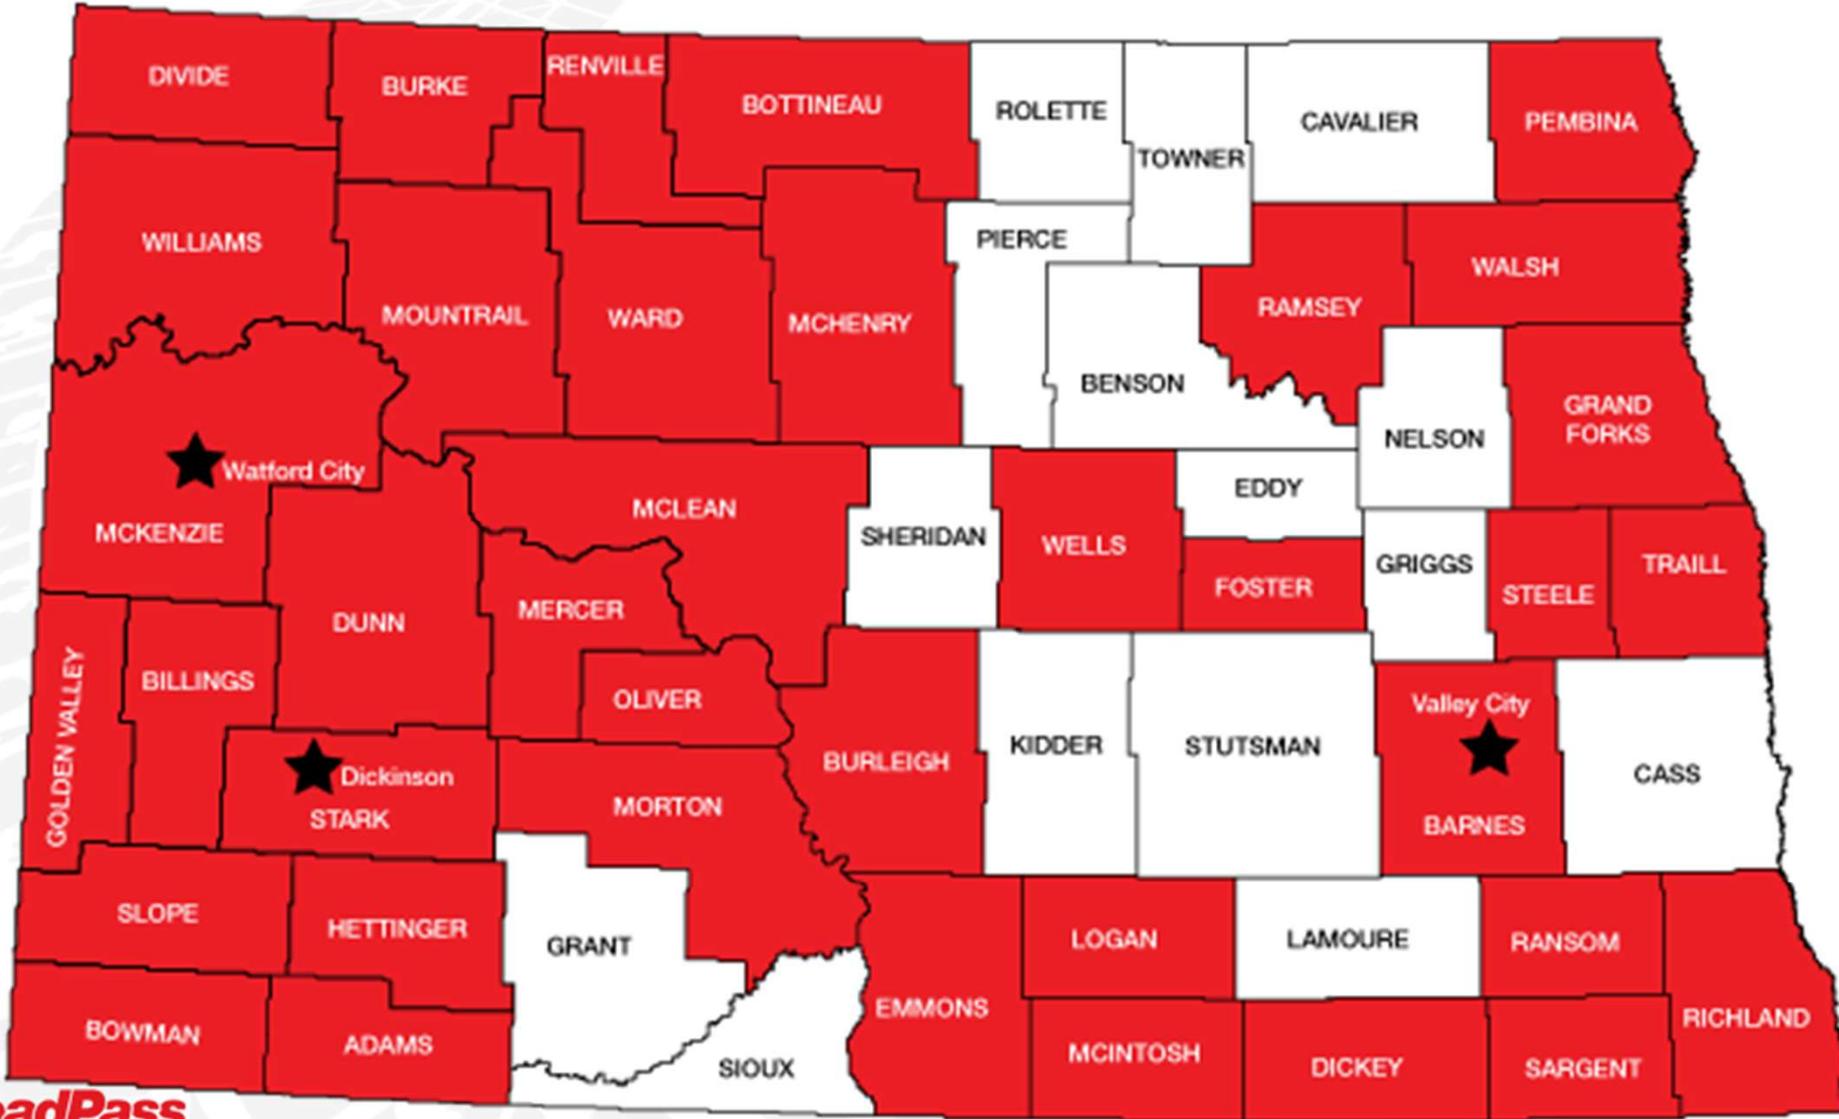 DIVIDE
BURKE
RENVILLE
BOTTINEAU
ROLETTE
TOWNER
CAVALIER
PEMBINA
WILLIAMS
MOUNTRAIL
WARD
MCHENRY
PIERCE
BENSON
RAMSEY
WALSH
NELSON
GRAND
FORKS
Watford City
MCKENZIE
DUNN
MCLEAN
MERCER
OLIVER
SHERIDAN
WELLS
EDDY
FOSTER
GRIGGS
STEELE
TRAILL
GOLDEN VALLEY
BILLINGS
Dickinson
STARK
MORTON
BURLEIGH
KIDDER
STUTSMAN
Valley City
BARNES
CASS
SLOPE
HETTINGER
GRANT
EMMONS
LOGAN
LAMOURE
RANSOM
RICHLAND
BOWMAN
ADAMS
SIOUX
MCINTOSH
DICKEY
SARGENT
adPass